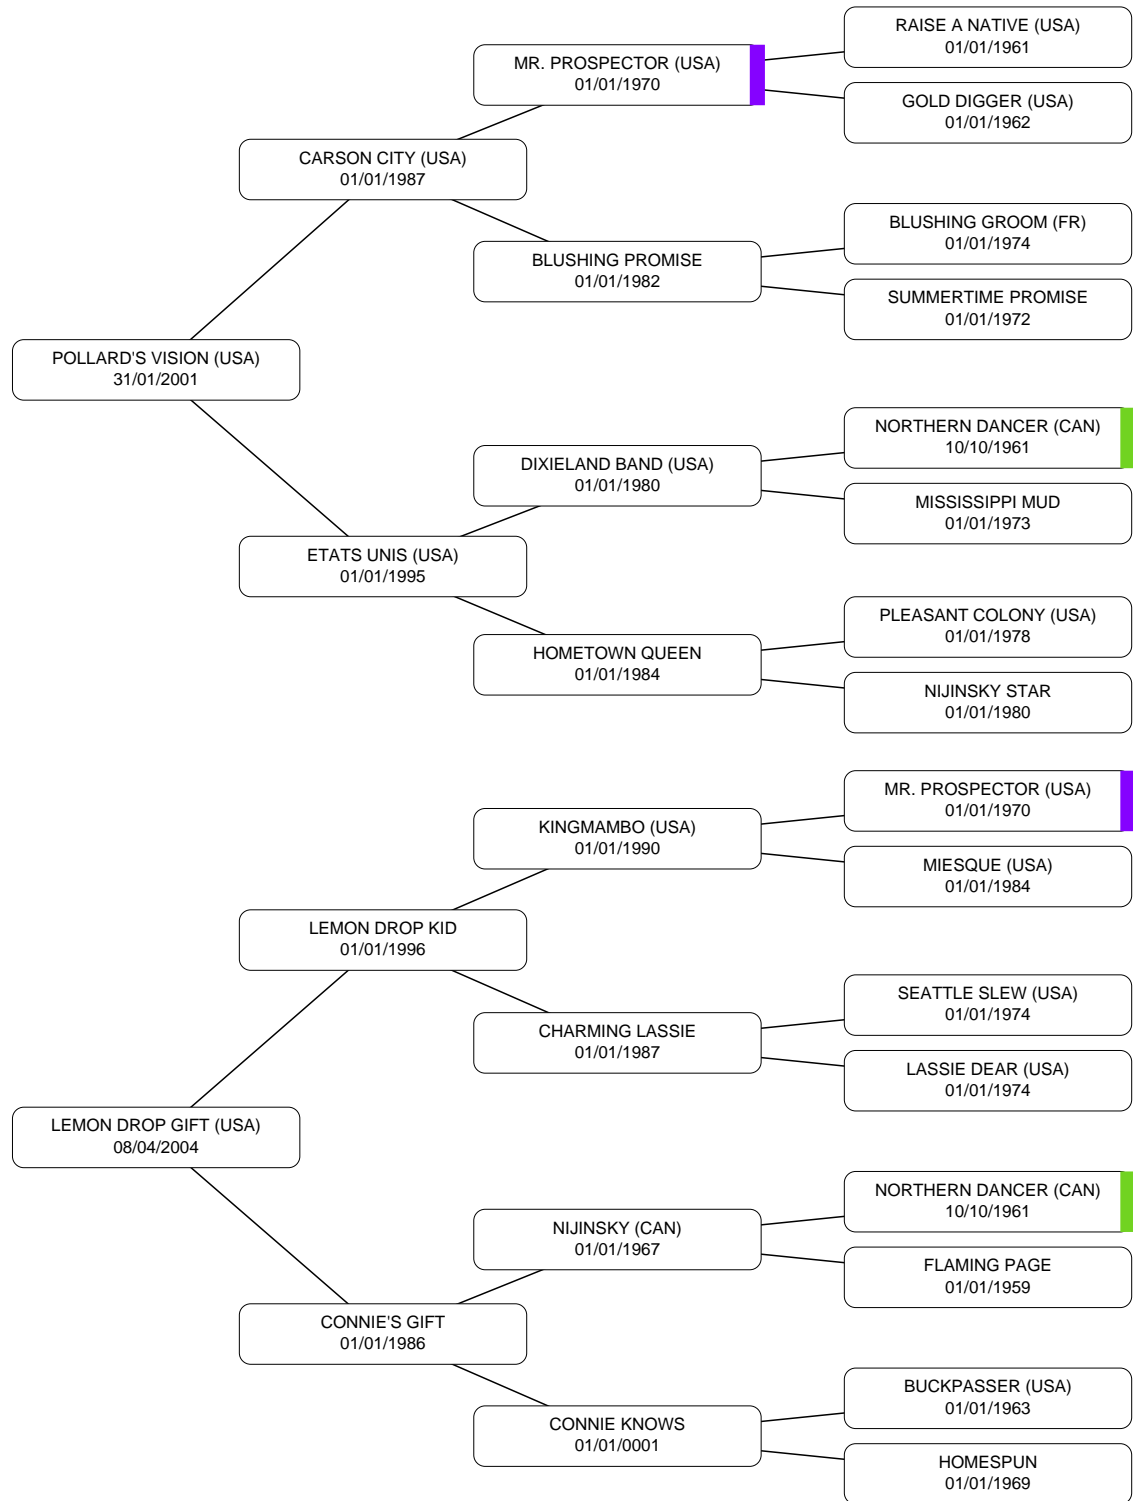 RAISE A NATIVE (USA)
01/01/1961
MR. PROSPECTOR (USA)
01/01/1970
GOLD DIGGER (USA)
01/01/1962
CARSON CITY (USA)
01/01/1987
BLUSHING GROOM (FR)
01/01/1974
BLUSHING PROMISE
01/01/1982
SUMMERTIME PROMISE
01/01/1972
POLLARD'S VISION (USA)
31/01/2001
NORTHERN DANCER (CAN)
10/10/1961
DIXIELAND BAND (USA)
01/01/1980
MISSISSIPPI MUD
01/01/1973
ETATS UNIS (USA)
01/01/1995
PLEASANT COLONY (USA)
01/01/1978
HOMETOWN QUEEN
01/01/1984
NIJINSKY STAR
01/01/1980
MR. PROSPECTOR (USA)
01/01/1970
KINGMAMBO (USA)
01/01/1990
MIESQUE (USA)
01/01/1984
LEMON DROP KID
01/01/1996
SEATTLE SLEW (USA)
01/01/1974
CHARMING LASSIE
01/01/1987
LASSIE DEAR (USA)
01/01/1974
LEMON DROP GIFT (USA)
08/04/2004
NORTHERN DANCER (CAN)
10/10/1961
NIJINSKY (CAN)
01/01/1967
FLAMING PAGE
01/01/1959
CONNIE'S GIFT
01/01/1986
BUCKPASSER (USA)
01/01/1963
CONNIE KNOWS
01/01/0001
HOMESPUN
01/01/1969